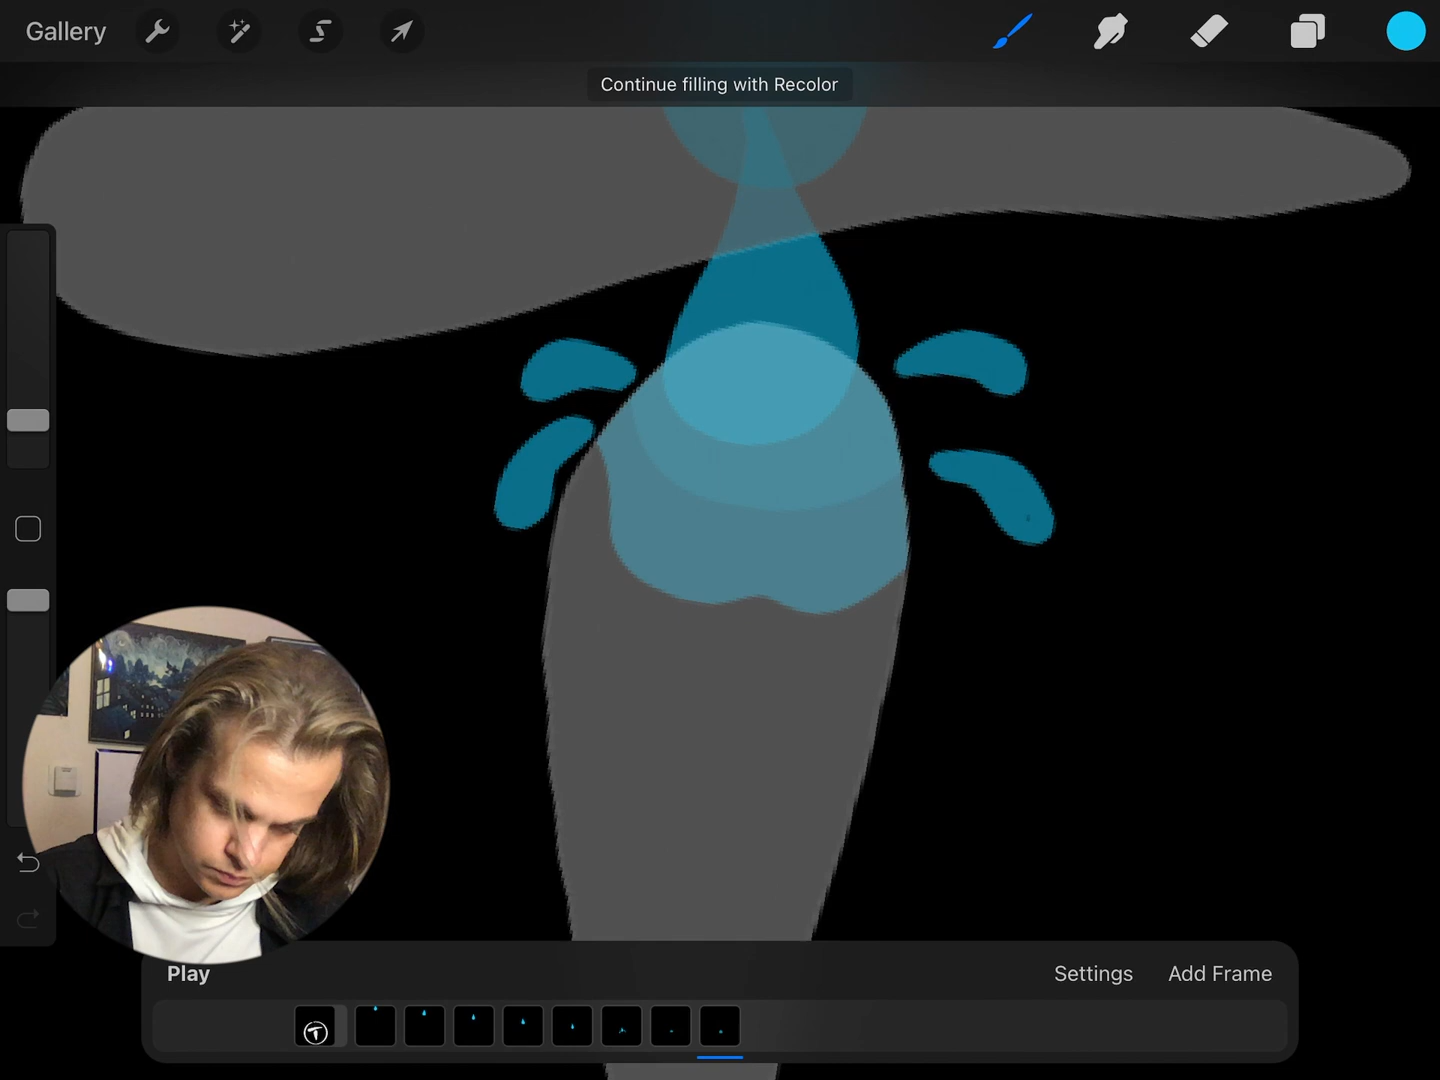 Gallery
Continue filling with Recolor
Play
Settings
Add Frame